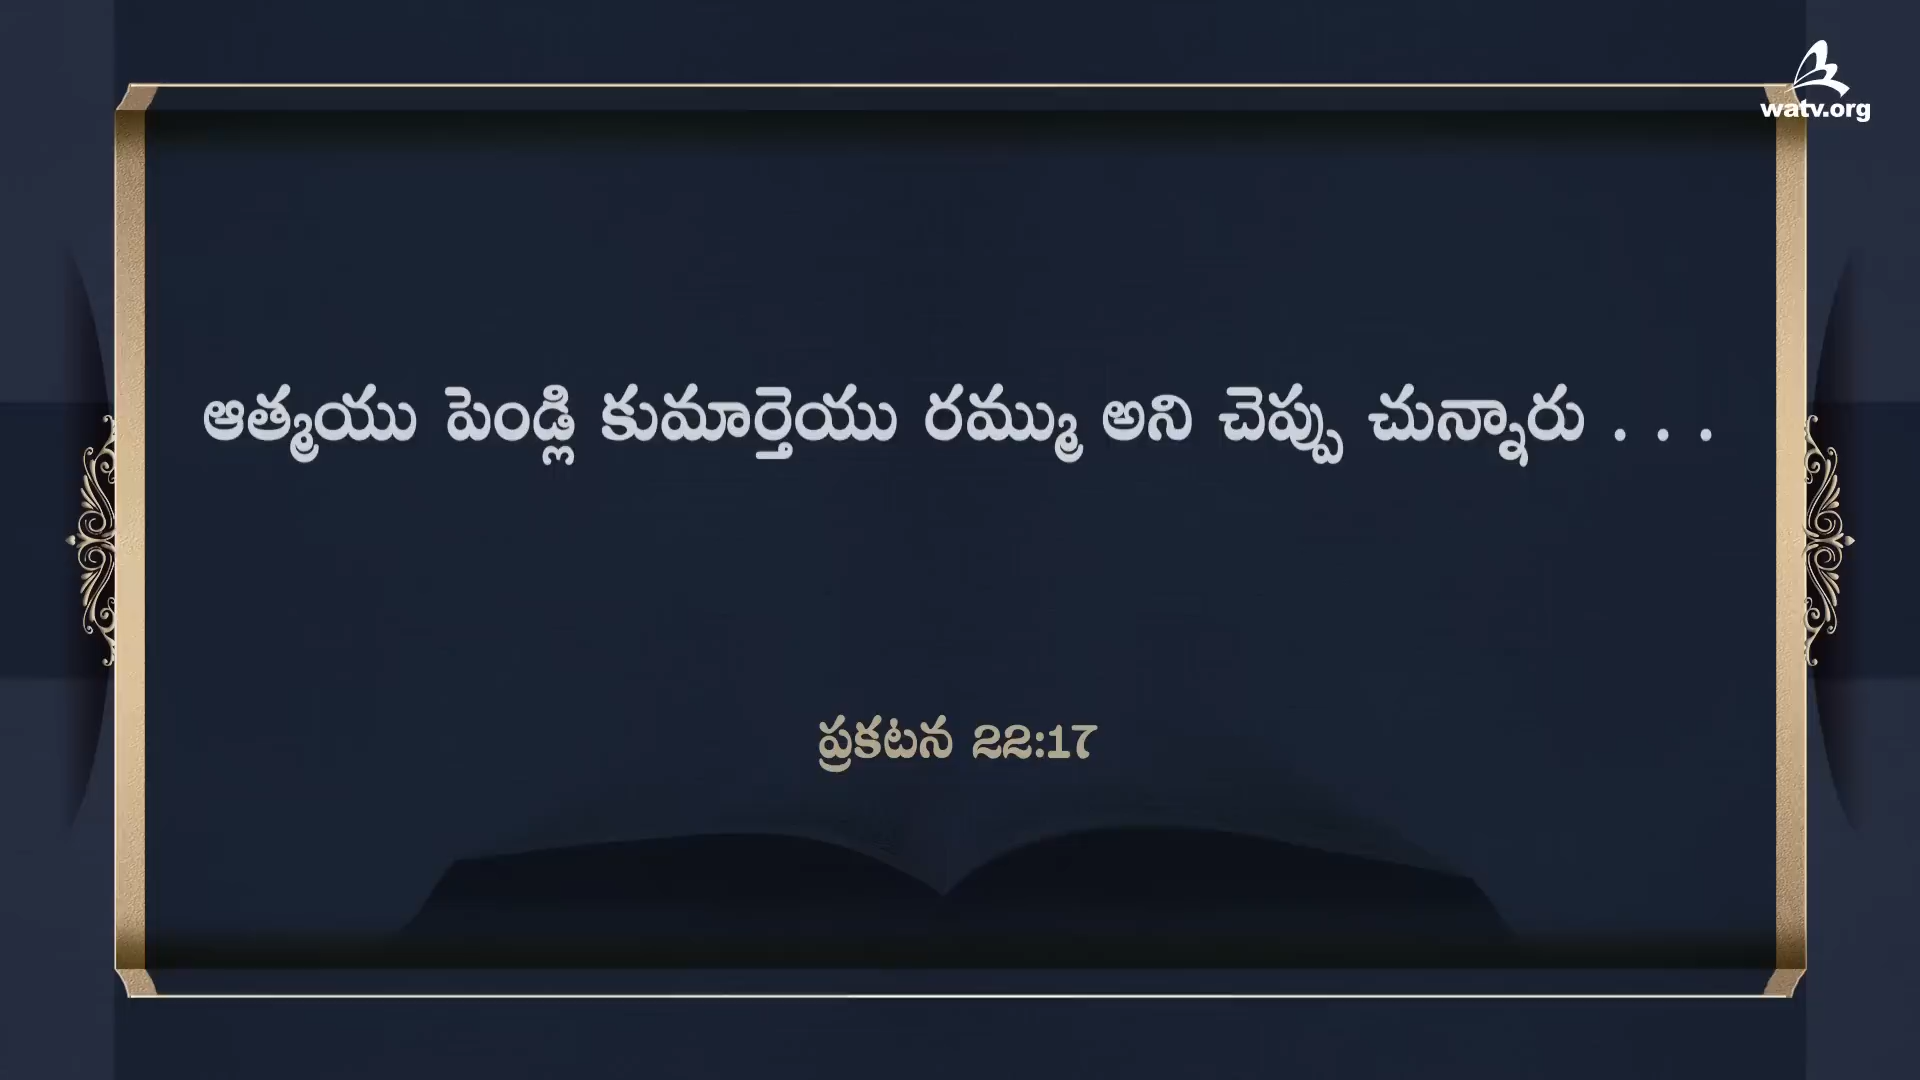 watv.org
ఆత్మయు పెండ్లి కుమార్తెయు రమ్ము అని చెప్పు చున్నారు . . .
ప్రకటన 22:17